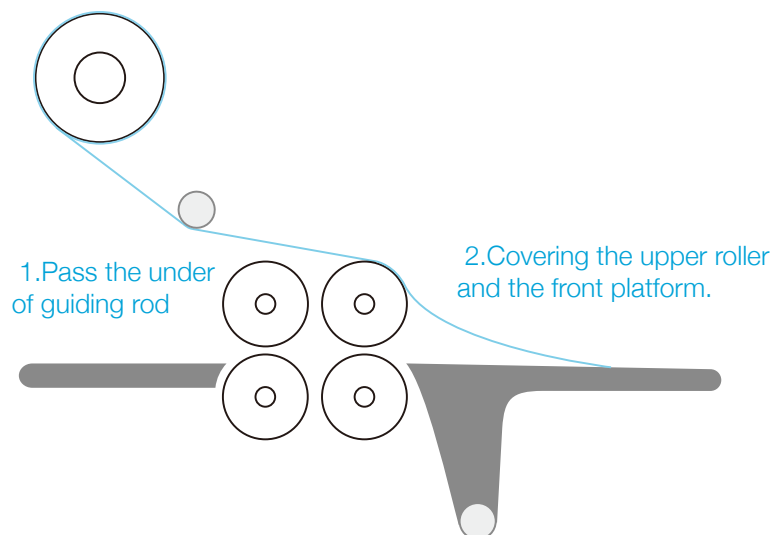 1.Pass the under
of guiding rod
2.Covering the upper roller
and the front platform.